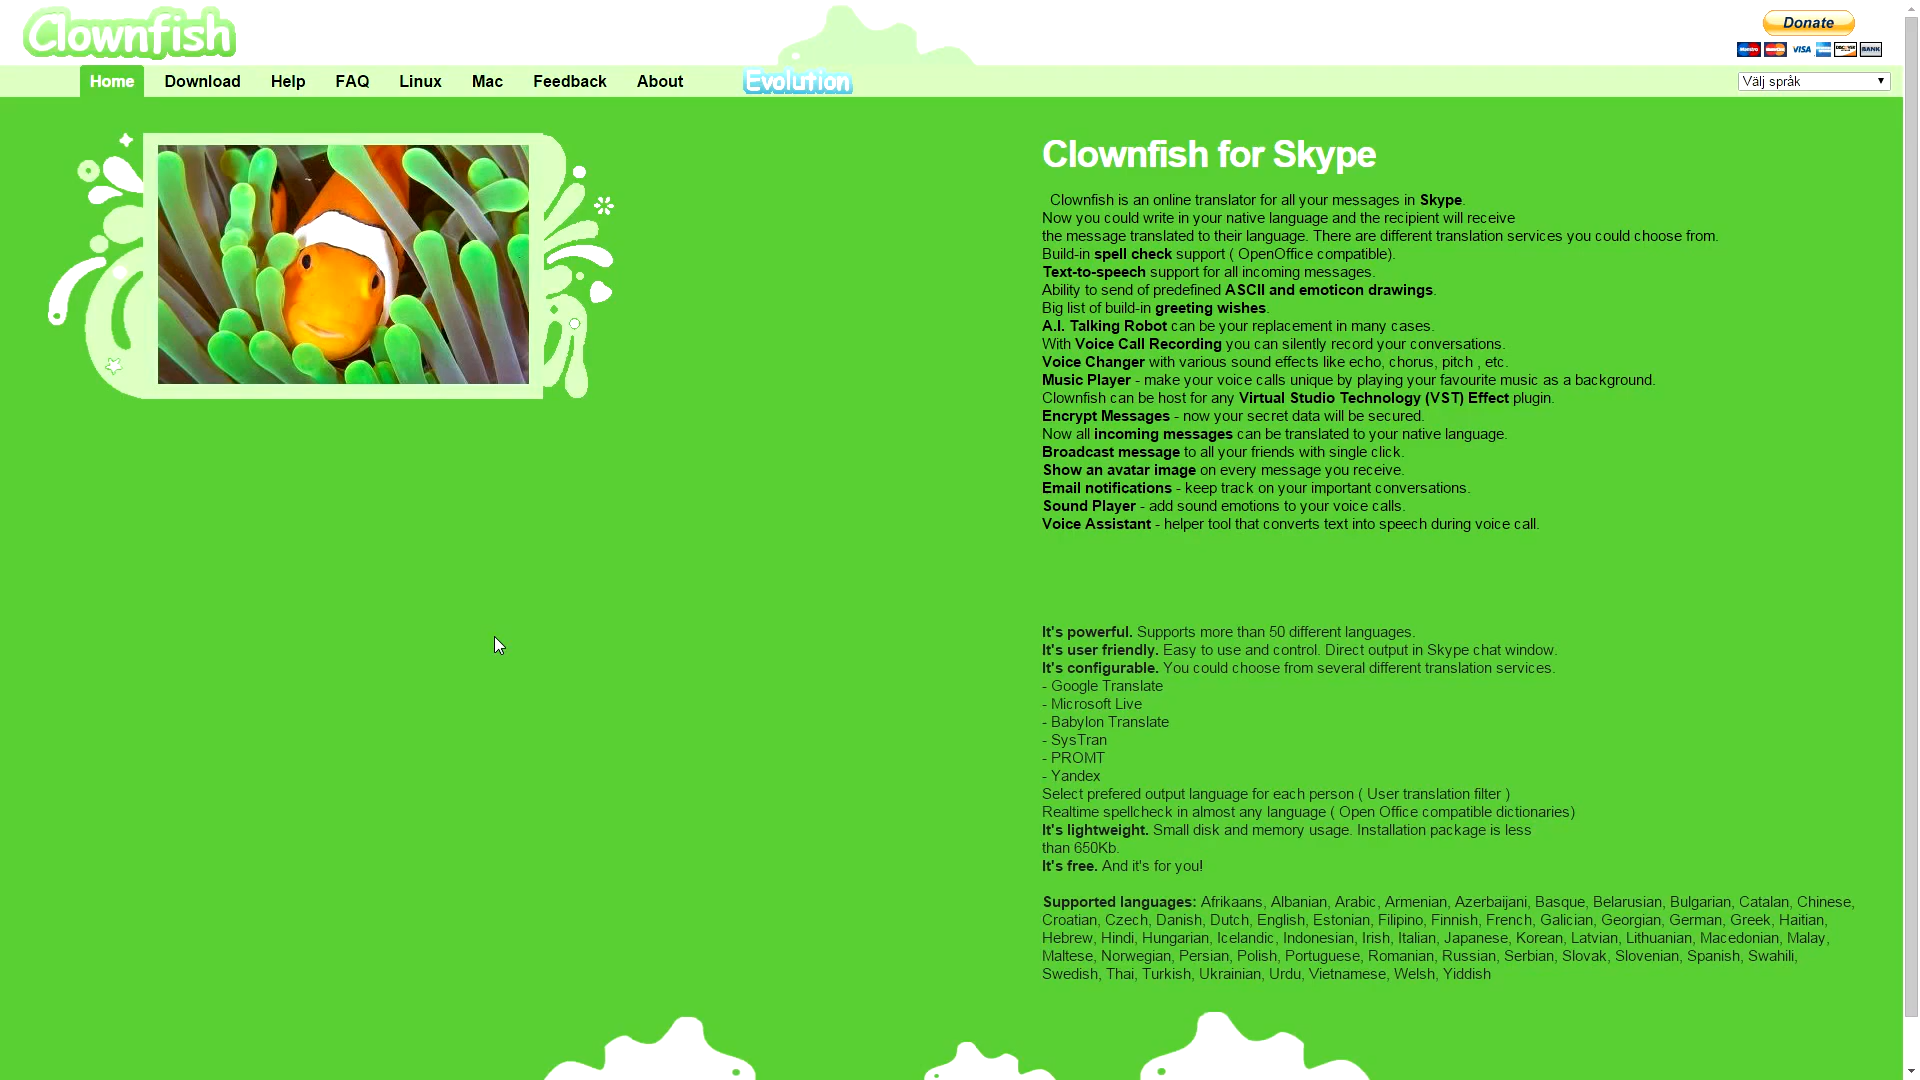 Clownfish
Donate
VISA
BANK
Home Download Help FAQ Linux Mac Feedback About Evolution
Välj språk
Clownfish for Skype
Clownfish is an online translator for all your messages in Skype.
Now you could write in your native language and the recipient will receive
the message translated to their language. There are different translation services you could choose from.
Build-in spell check support ( OpenOffice compatible).
Text-to-speech support for all incoming messages.
Ability to send of predefined ASCII and emoticon drawings.
Big list of build-in greeting wishes.
A.I. Talking Robot can be your replacement in many cases.
With Voice Call Recording you can silently record your conversations.
Voice Changer with various sound effects like echo, chorus, pitch , etc.
Music Player - make your voice calls unique by playing your favourite music as a background.
Clownfish can be host for any Virtual Studio Technology (VST) Effect plugin.
Encrypt Messages - now your secret data will be secured.
Now all incoming messages can be translated to your native language.
Broadcast message to all your friends with single click.
Show an avatar image on every message you receive.
Email notifications - keep track on your important conversations.
Sound Player - add sound emotions to your voice calls.
Voice Assistant - helper tool that converts text into speech during voice call.
It's powerful. Supports more than 50 different languages.
It's user friendly. Easy to use and control. Direct output in Skype chat window.
It's configurable. You could choose from several different translation services.
- Google Translate
- Microsoft Live
- Babylon Translate
- SysTran
- PROMT
- Yandex
Select prefered output language for each person ( User translation filter )
Realtime spellcheck in almost any language ( Open Office compatible dictionaries)
It's lightweight. Small disk and memory usage. Installation package is less
than 650Kb.
It's free. And it's for you!
Supported languages: Afrikaans, Albanian, Arabic, Armenian, Azerbaijani, Basque, Belarusian, Bulgarian, Catalan, Chinese,
Croatian, Czech, Danish, Dutch, English, Estonian, Filipino, Finnish, French, Galician, Georgian, German, Greek, Haitian,
Hebrew, Hindi, Hungarian, Icelandic, Indonesian, Irish, Italian, Japanese, Korean, Latvian, Lithuanian, Macedonian, Malay,
Maltese, Norwegian, Persian, Polish, Portuguese, Romanian, Russian, Serbian, Slovak, Slovenian, Spanish, Swahili,
Swedish, Thai, Turkish, Ukrainian, Urdu, Vietnamese, Welsh, Yiddish